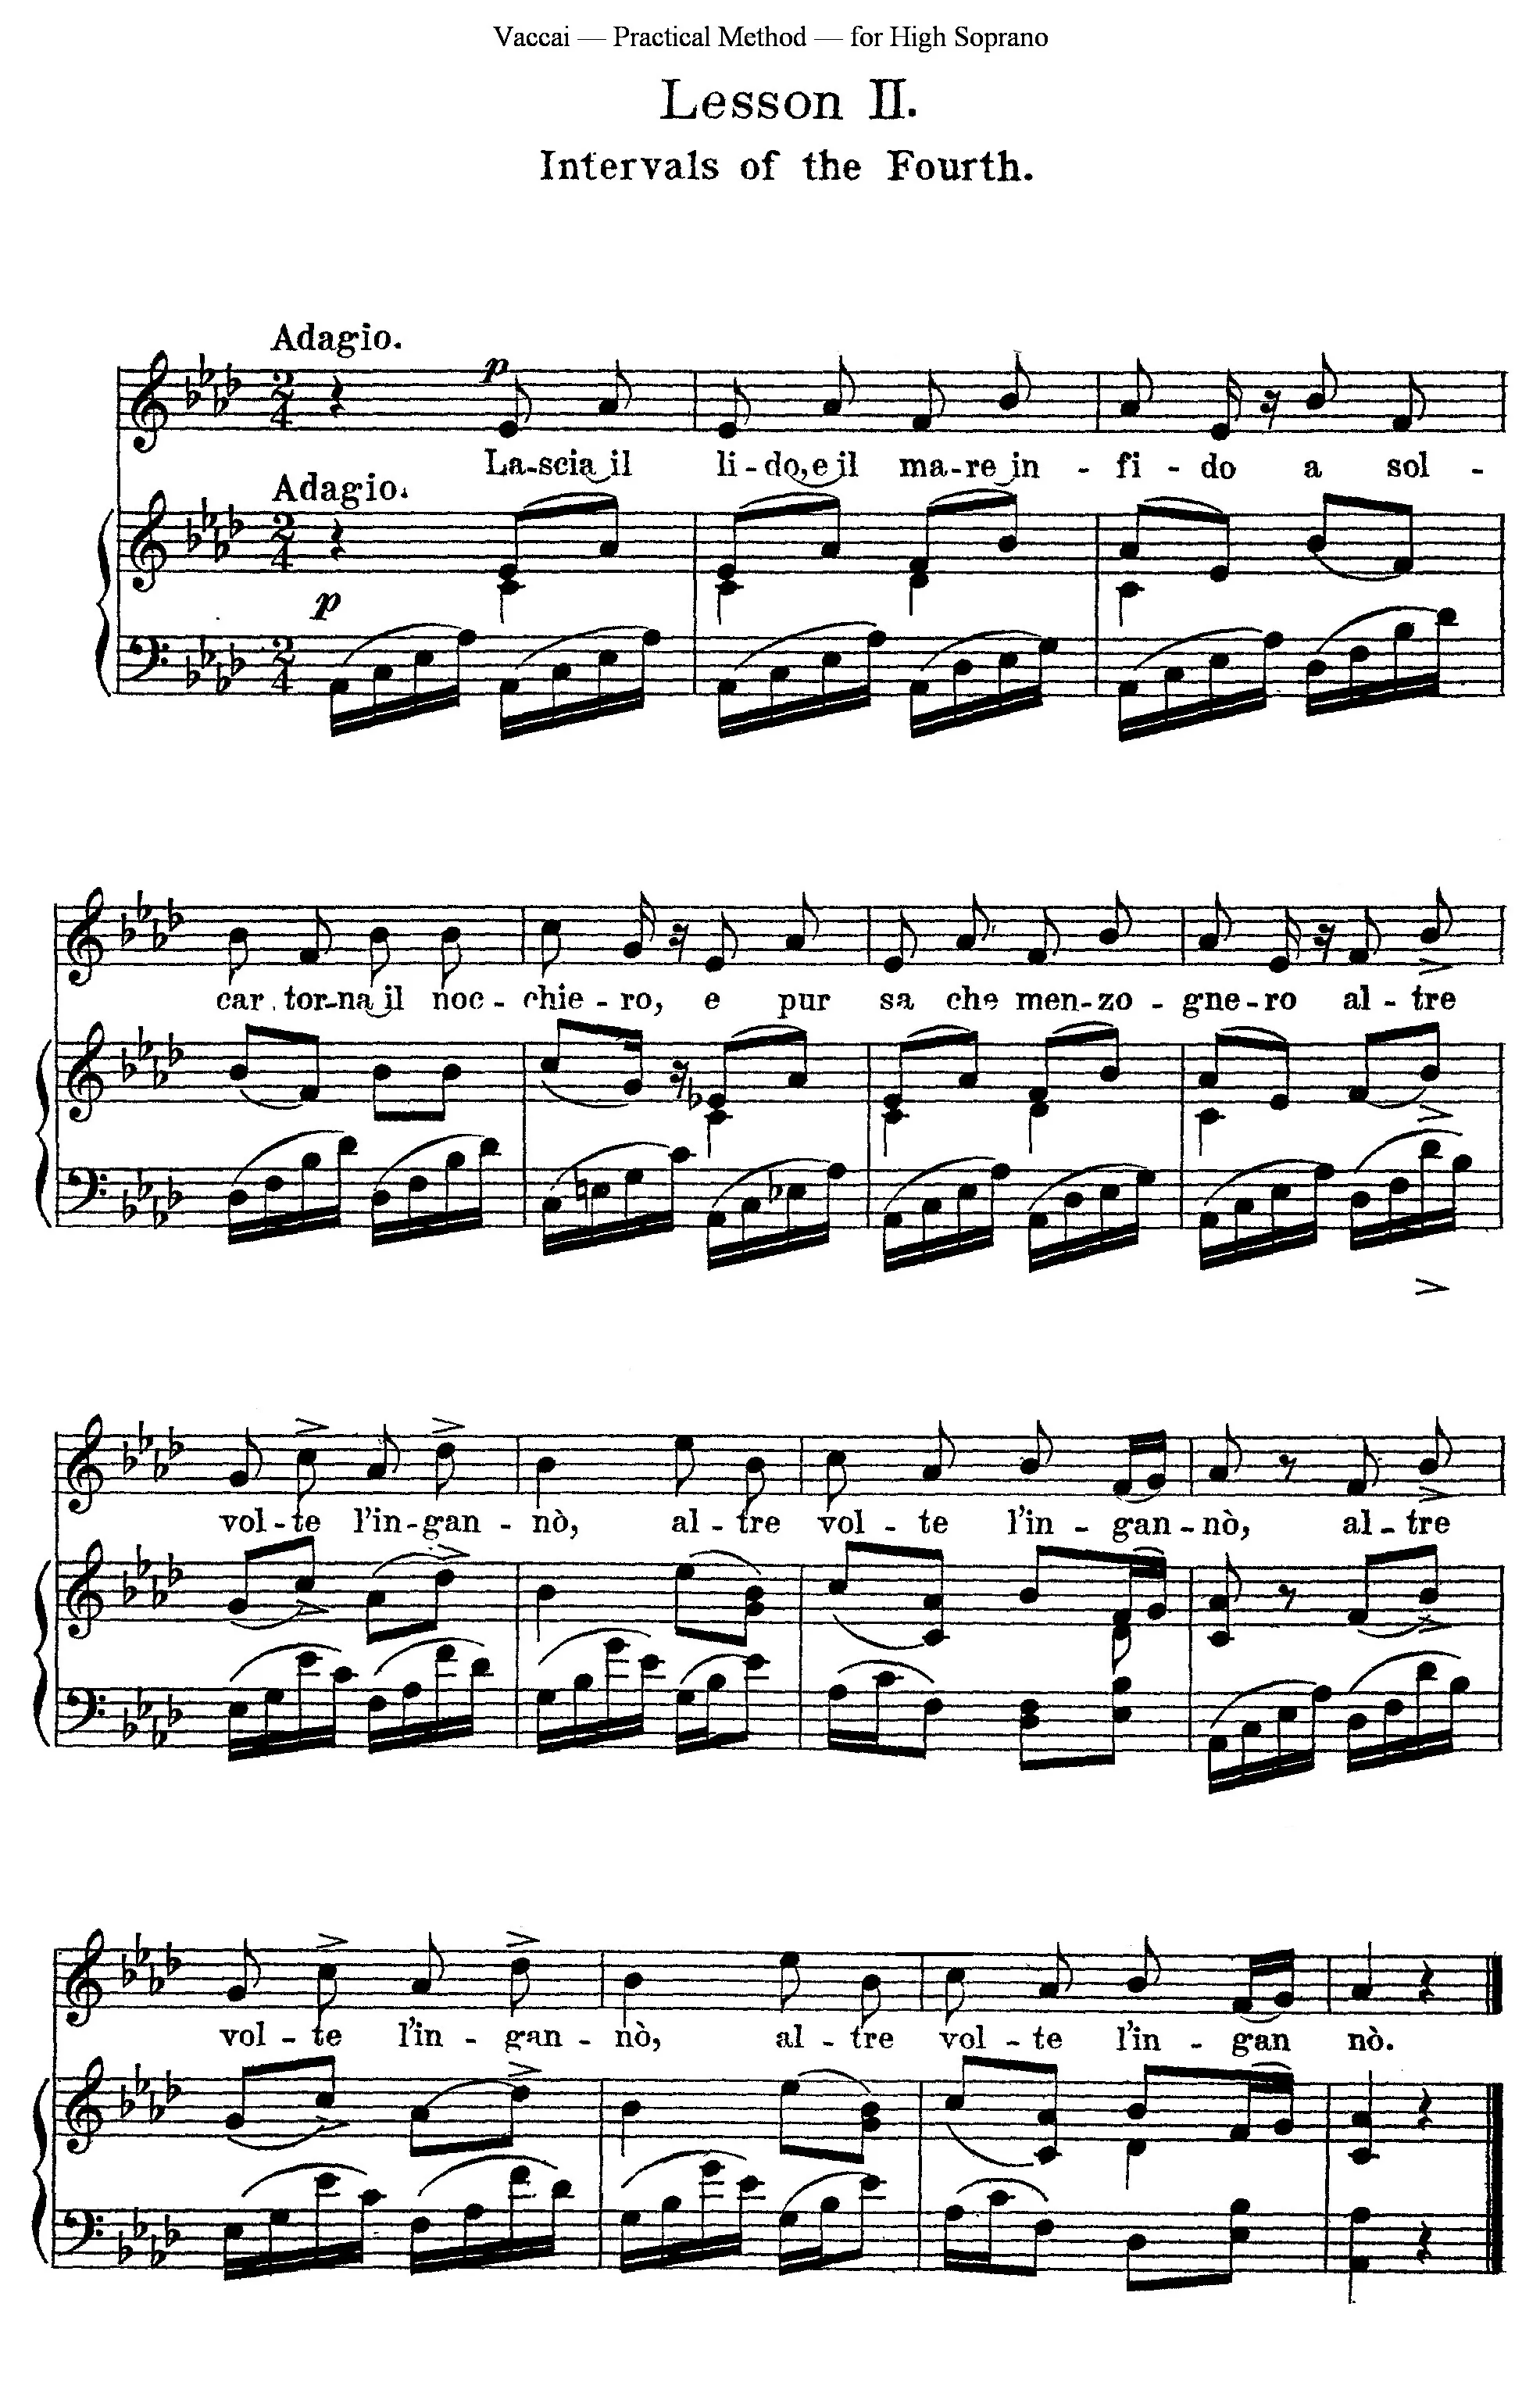 Vaccai — Practical Method — for High Soprano
Lesson II.
Intervals of the Fourth.
Adagio.
p
La-scia il li-do, e il ma-re in - fi - do a sol -
Adagio.
p
car tor-na il noc - chie - ro, e pur sa che men-zo - gne-ro al - tre
vol-te l'in-gan - nò, al - tre vol - te l'in - gan-nò, al - tre
vol - te l'in - gan - nò, al - tre vol - te l'in - gan nò.